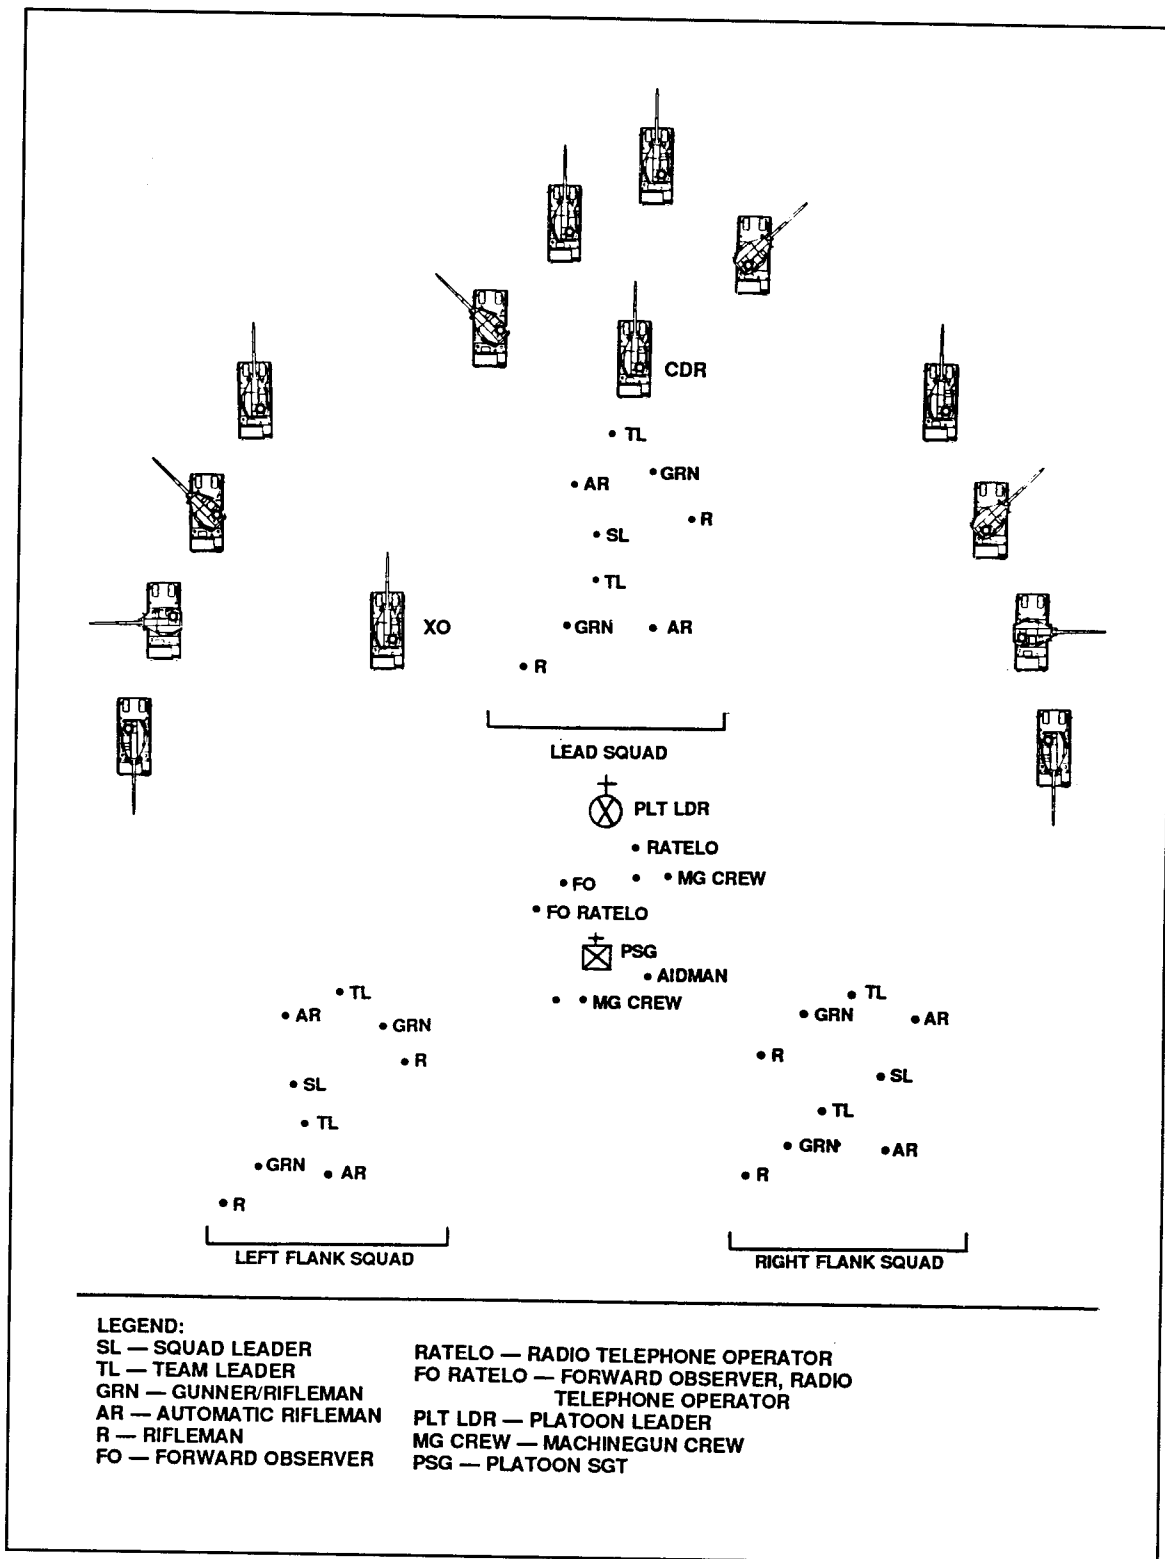 CDR
TL
GRN
AR
R
SL
TL
XO
GRN AR
R
LEAD SQUAD
PLT LDR
RATELO
FO MG CREW
FO RATELO
PSG
AIDMAN
MG CREW
TL
AR
GRN
R
SL
TL
GRN
AR
R
LEFT FLANK SQUAD
TL
GRN AR
R
SL
TL
GRN AR
R
RIGHT FLANK SQUAD
LEGEND:
SL — SQUAD LEADER
TL — TEAM LEADER
GRN — GUNNER/RIFLEMAN
AR — AUTOMATIC RIFLEMAN
R — RIFLEMAN
FO — FORWARD OBSERVER
RATELO — RADIO TELEPHONE OPERATOR
FO RATELO — FORWARD OBSERVER, RADIO
TELEPHONE OPERATOR
PLT LDR — PLATOON LEADER
MG CREW — MACHINEGUN CREW
PSG — PLATOON SGT